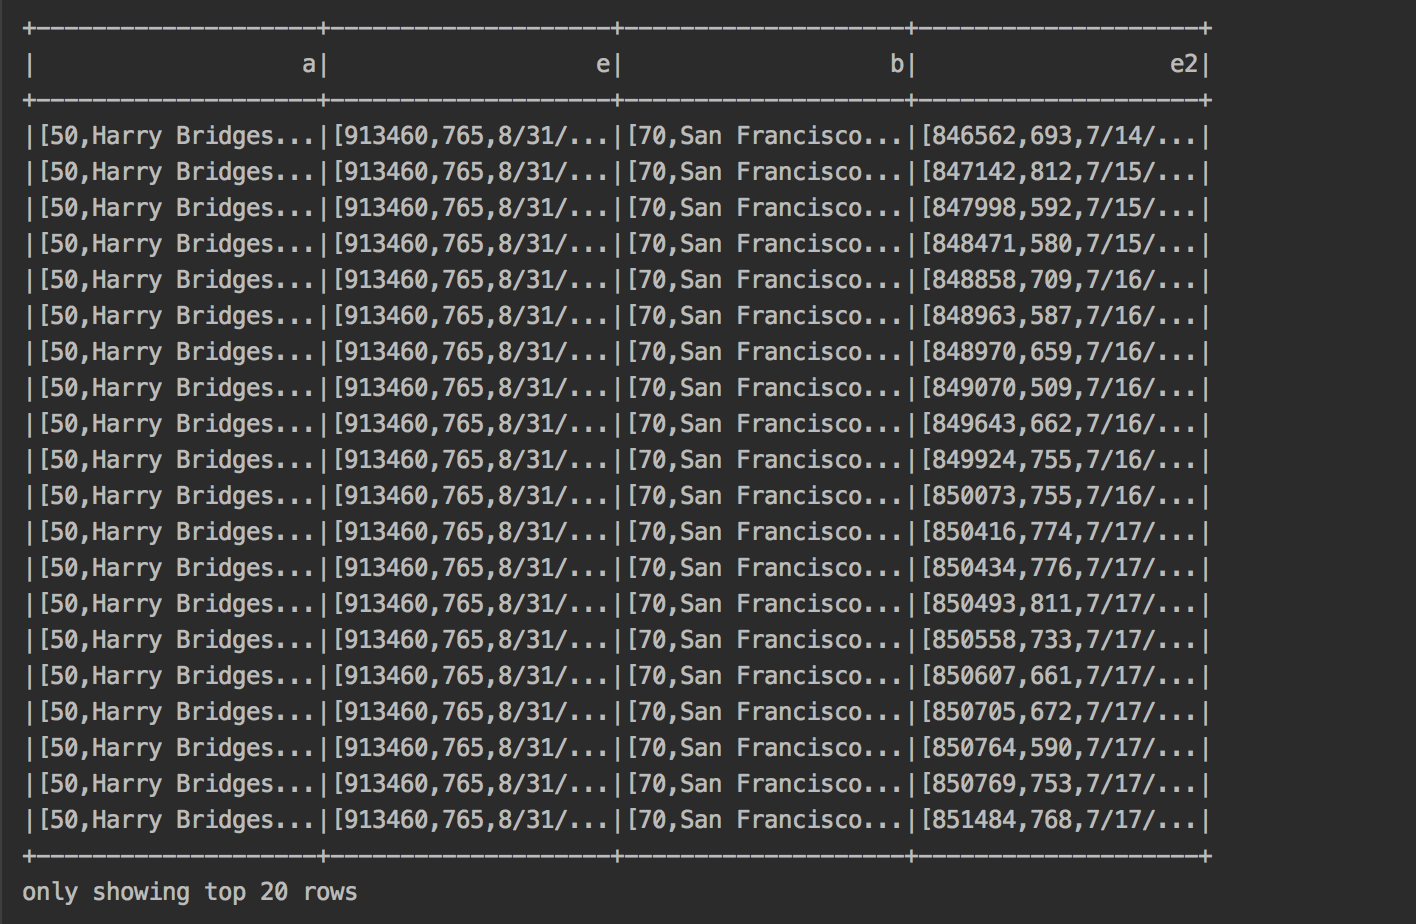 +--------------------+--------------------+--------------------+--------------------+
|                   a|                   e|                   b|                  e2|
+--------------------+--------------------+--------------------+--------------------+
|[50,Harry Bridges...|[913460,765,8/31/...|[70,San Francisco...|[846562,693,7/14/...|
|[50,Harry Bridges...|[913460,765,8/31/...|[70,San Francisco...|[847142,812,7/15/...|
|[50,Harry Bridges...|[913460,765,8/31/...|[70,San Francisco...|[847998,592,7/15/...|
|[50,Harry Bridges...|[913460,765,8/31/...|[70,San Francisco...|[848471,580,7/15/...|
|[50,Harry Bridges...|[913460,765,8/31/...|[70,San Francisco...|[848858,709,7/16/...|
|[50,Harry Bridges...|[913460,765,8/31/...|[70,San Francisco...|[848963,587,7/16/...|
|[50,Harry Bridges...|[913460,765,8/31/...|[70,San Francisco...|[848970,659,7/16/...|
|[50,Harry Bridges...|[913460,765,8/31/...|[70,San Francisco...|[849070,509,7/16/...|
|[50,Harry Bridges...|[913460,765,8/31/...|[70,San Francisco...|[849643,662,7/16/...|
|[50,Harry Bridges...|[913460,765,8/31/...|[70,San Francisco...|[849924,755,7/16/...|
|[50,Harry Bridges...|[913460,765,8/31/...|[70,San Francisco...|[850073,755,7/16/...|
|[50,Harry Bridges...|[913460,765,8/31/...|[70,San Francisco...|[850416,774,7/17/...|
|[50,Harry Bridges...|[913460,765,8/31/...|[70,San Francisco...|[850434,776,7/17/...|
|[50,Harry Bridges...|[913460,765,8/31/...|[70,San Francisco...|[850493,811,7/17/...|
|[50,Harry Bridges...|[913460,765,8/31/...|[70,San Francisco...|[850558,733,7/17/...|
|[50,Harry Bridges...|[913460,765,8/31/...|[70,San Francisco...|[850607,661,7/17/...|
|[50,Harry Bridges...|[913460,765,8/31/...|[70,San Francisco...|[850705,672,7/17/...|
|[50,Harry Bridges...|[913460,765,8/31/...|[70,San Francisco...|[850764,590,7/17/...|
|[50,Harry Bridges...|[913460,765,8/31/...|[70,San Francisco...|[850769,753,7/17/...|
|[50,Harry Bridges...|[913460,765,8/31/...|[70,San Francisco...|[851484,768,7/17/...|
+--------------------+--------------------+--------------------+--------------------+
only showing top 20 rows